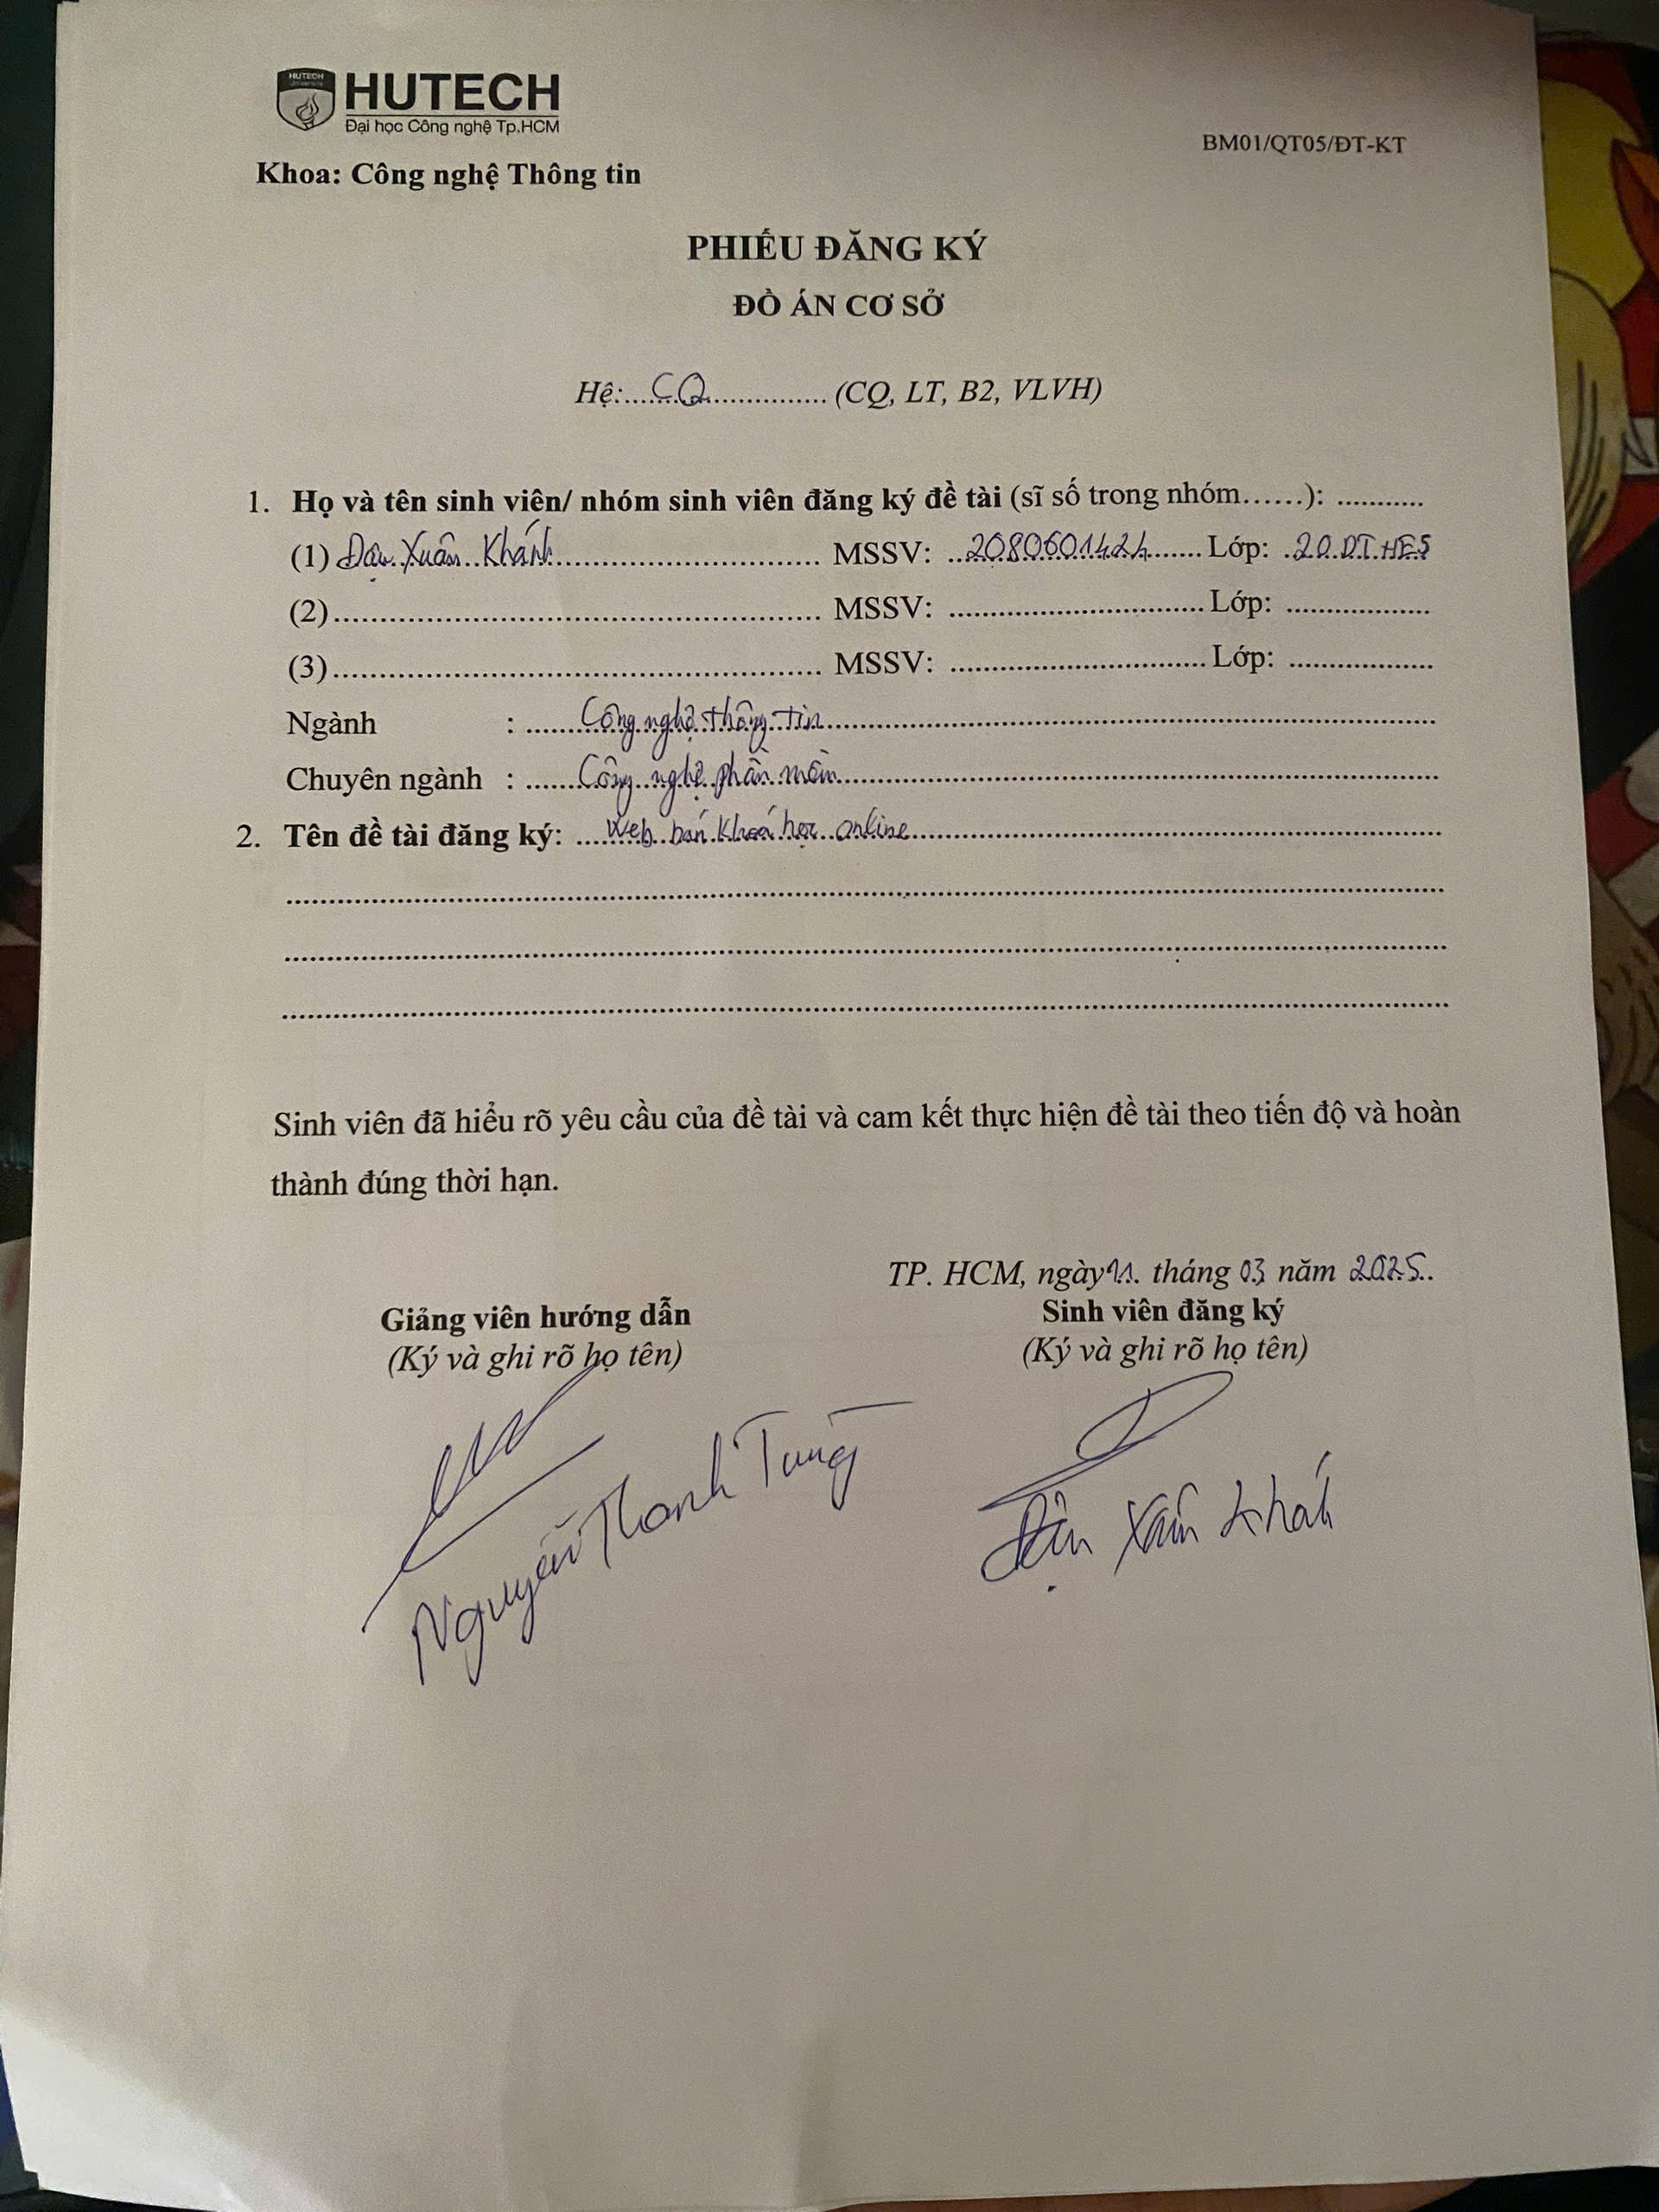 HUTECH
HUTECH
Đại học Công nghệ Tp.HCM
BM01/QT05/ĐT-KT
Khoa: Công nghệ Thông tin
PHIẾU ĐĂNG KÝ
ĐỒ ÁN CƠ SỞ
Hệ:.......CQ.................. (CQ, LT, B2, VLVH)
1. Họ và tên sinh viên/ nhóm sinh viên đăng ký đề tài (sĩ số trong nhóm……): ...........
(1) Đậu Xuân Khánh.................................. MSSV: ..2080601424....... Lớp: .20DTHE5
(2)............................................................. MSSV: ................................ Lớp: ..................
(3)............................................................. MSSV: ................................ Lớp: ..................
Ngành : .......Công nghệ thông tin............................................................
Chuyên ngành : .......Công nghệ phần mềm............................................................
2. Tên đề tài đăng ký: ....Web bán khoá học online..................................................................
Sinh viên đã hiểu rõ yêu cầu của đề tài và cam kết thực hiện đề tài theo tiến độ và hoàn
thành đúng thời hạn.
TP. HCM, ngày 11. tháng 03 năm 2025..
Giảng viên hướng dẫn Sinh viên đăng ký
(Ký và ghi rõ họ tên) (Ký và ghi rõ họ tên)
Nguyễn Thanh Tùng Đậu Xuân Khánh